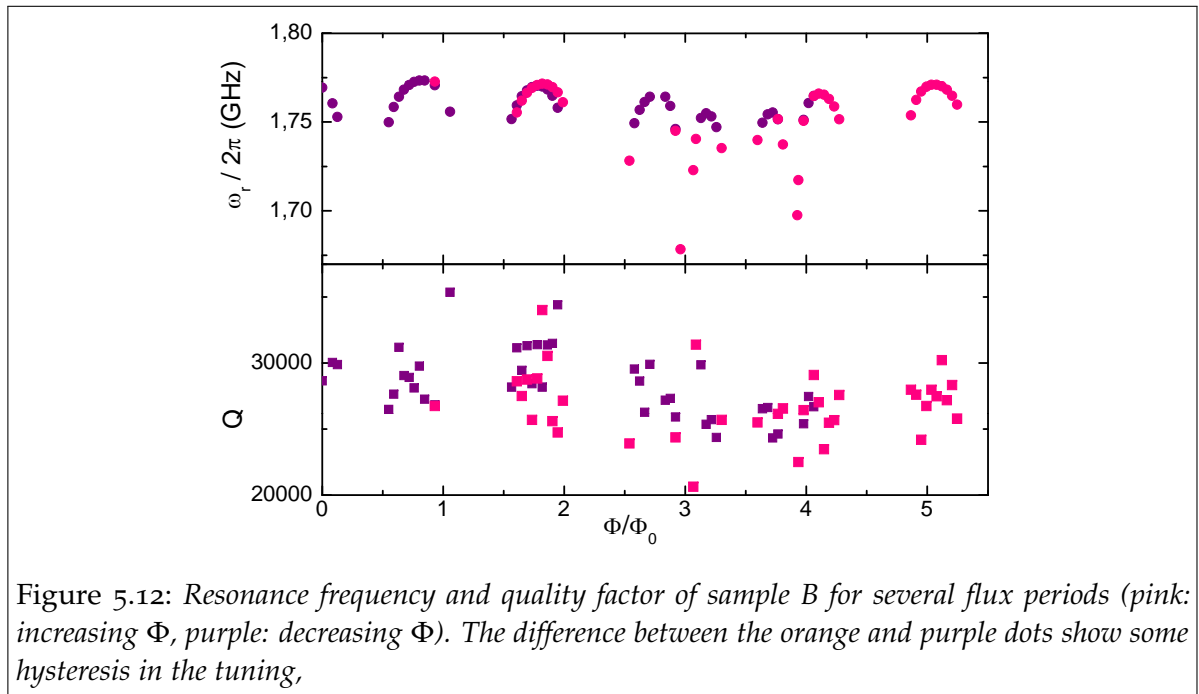 1,80
1,75
1,70
ω_r / 2π (GHz)
30000
20000
Q
0 1 2 3 4 5
Φ/Φ_0
Figure 5.12: Resonance frequency and quality factor of sample B for several flux periods (pink:
increasing Φ, purple: decreasing Φ). The difference between the orange and purple dots show some
hysteresis in the tuning,